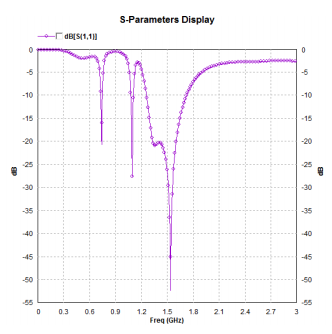 S-Parameters Display
dB[S(1,1)]
0 0
-5 -5
-10 -10
-15 -15
-20 -20
-25 -25
dB dB
-30 -30
-35 -35
-40 -40
-45 -45
-50 -50
-55 -55
0 0.3 0.6 0.9 1.2 1.5 1.8 2.1 2.4 2.7 3
Freq (GHz)